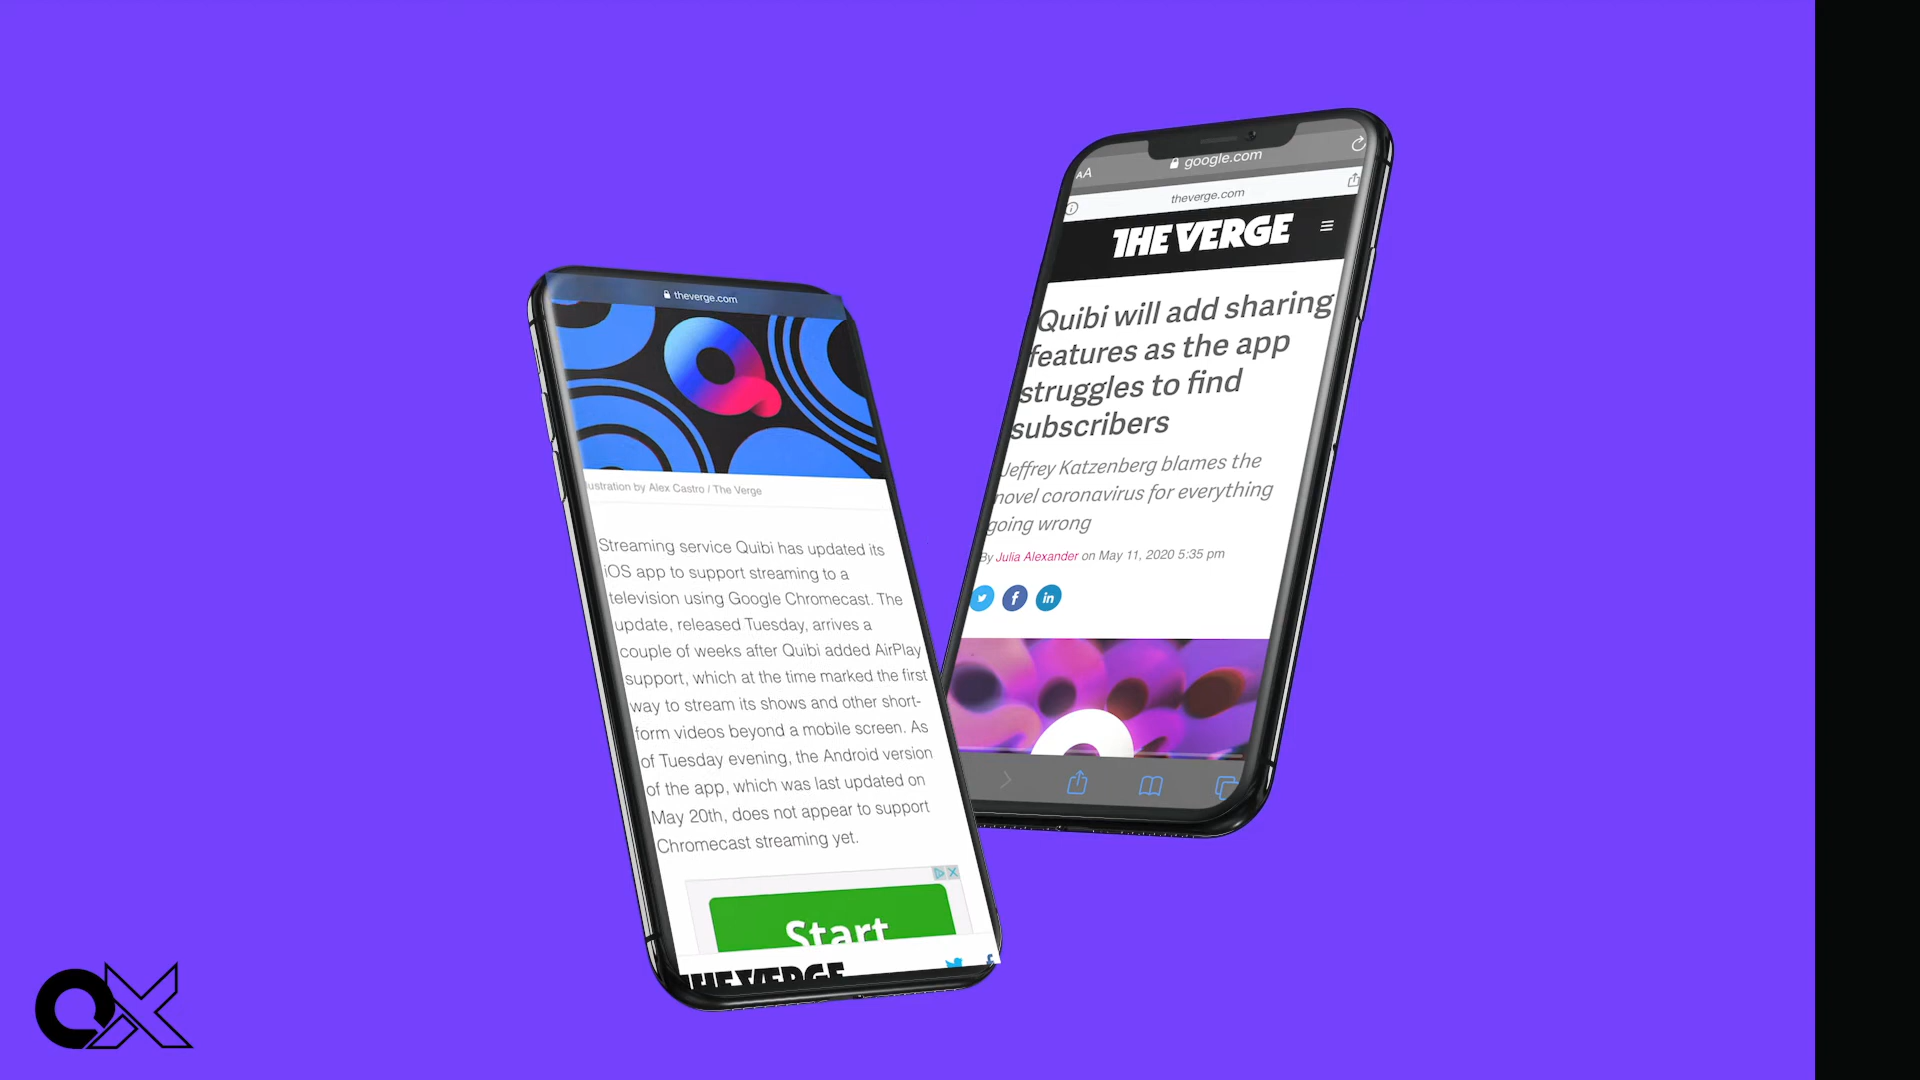 theverge.com
ustration by Alex Castro / The Verge
Streaming service Quibi has updated its
iOS app to support streaming to a
television using Google Chromecast. The
update, released Tuesday, arrives a
couple of weeks after Quibi added AirPlay
support, which at the time marked the first
way to stream its shows and other short-
form videos beyond a mobile screen. As
of Tuesday evening, the Android version
of the app, which was last updated on
May 20th, does not appear to support
Chromecast streaming yet.
Start
THE VERGE
AA
google.com
theverge.com
THE VERGE
Quibi will add sharing
features as the app
struggles to find
subscribers
Jeffrey Katzenberg blames the
novel coronavirus for everything
going wrong
By Julia Alexander on May 11, 2020 5:35 pm
f
in
QX